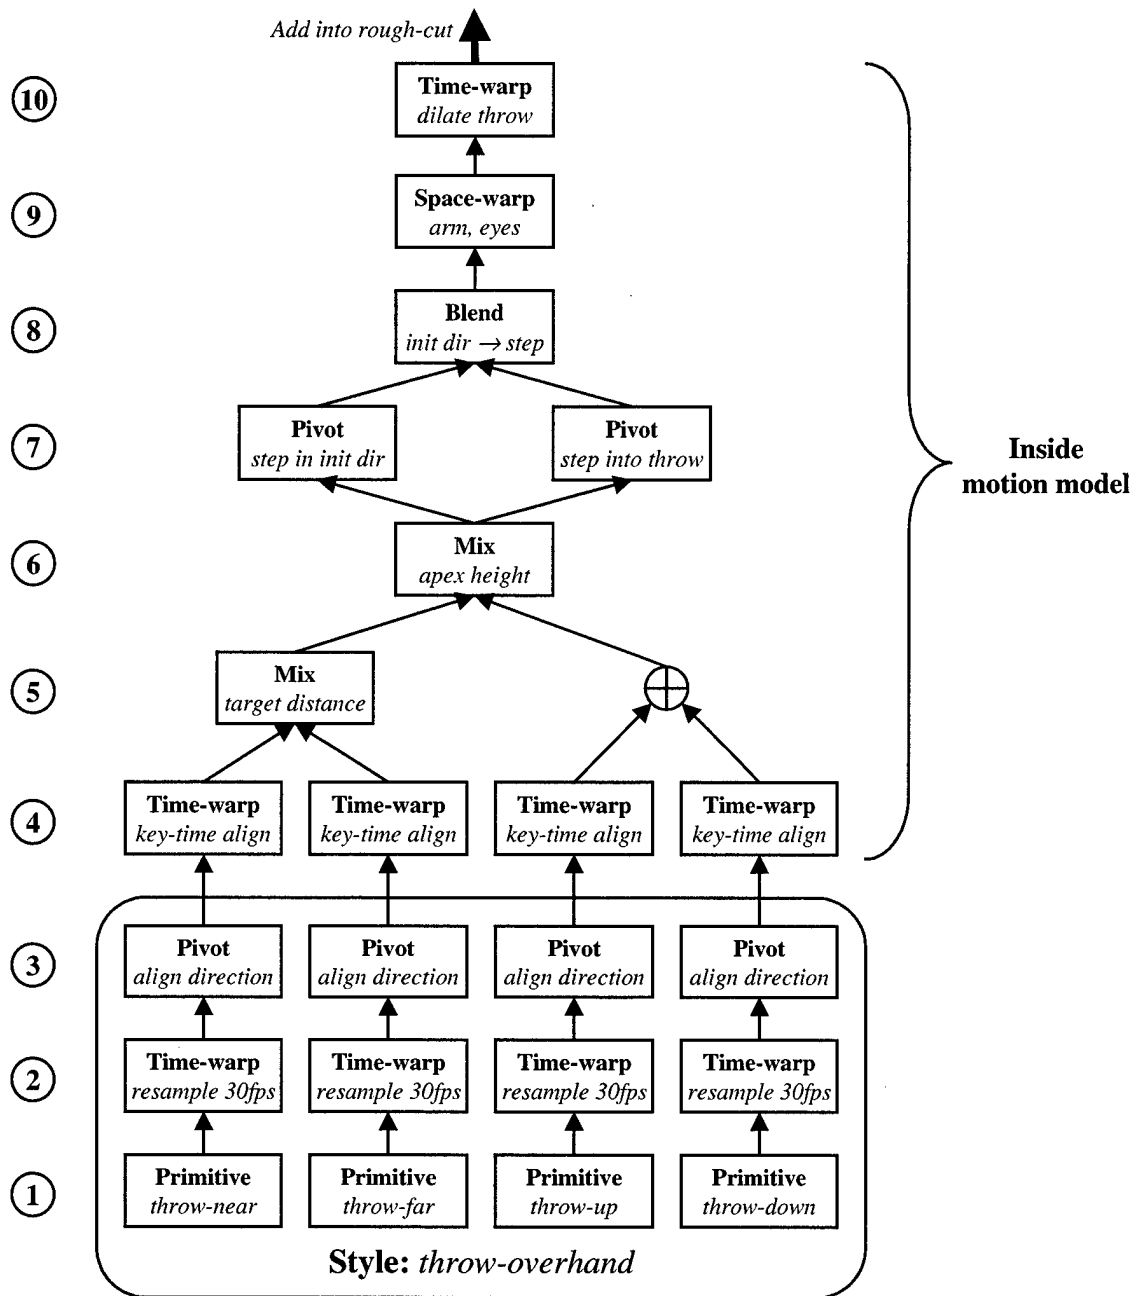 Add into rough-cut
10
Time-warp
dilate throw
9
Space-warp
arm, eyes
8
Blend
init dir → step
7
Pivot
step in init dir
Pivot
step into throw
Inside
motion model
6
Mix
apex height
5
Mix
target distance
4
Time-warp
key-time align
Time-warp
key-time align
Time-warp
key-time align
Time-warp
key-time align
3
Pivot
align direction
Pivot
align direction
Pivot
align direction
Pivot
align direction
2
Time-warp
resample 30fps
Time-warp
resample 30fps
Time-warp
resample 30fps
Time-warp
resample 30fps
1
Primitive
throw-near
Primitive
throw-far
Primitive
throw-up
Primitive
throw-down
Style: throw-overhand